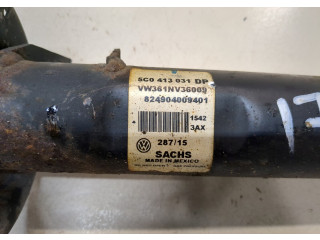 5C0 413 031 DP
VW361NV36009
824904009401
1542
3AX
287/15
SACHS
MADE IN MEXICO